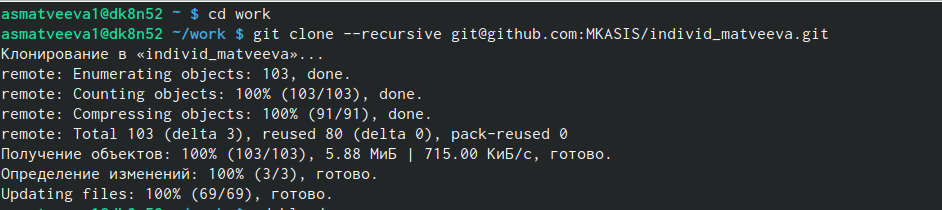 asmatveeva1@dk8n52 ~ $ cd work
asmatveeva1@dk8n52 ~/work $ git clone --recursive git@github.com:MKASIS/individ_matveeva.git
Клонирование в «individ_matveeva»...
remote: Enumerating objects: 103, done.
remote: Counting objects: 100% (103/103), done.
remote: Compressing objects: 100% (91/91), done.
remote: Total 103 (delta 3), reused 80 (delta 0), pack-reused 0
Получение объектов: 100% (103/103), 5.88 МиБ | 715.00 КиБ/с, готово.
Определение изменений: 100% (3/3), готово.
Updating files: 100% (69/69), готово.